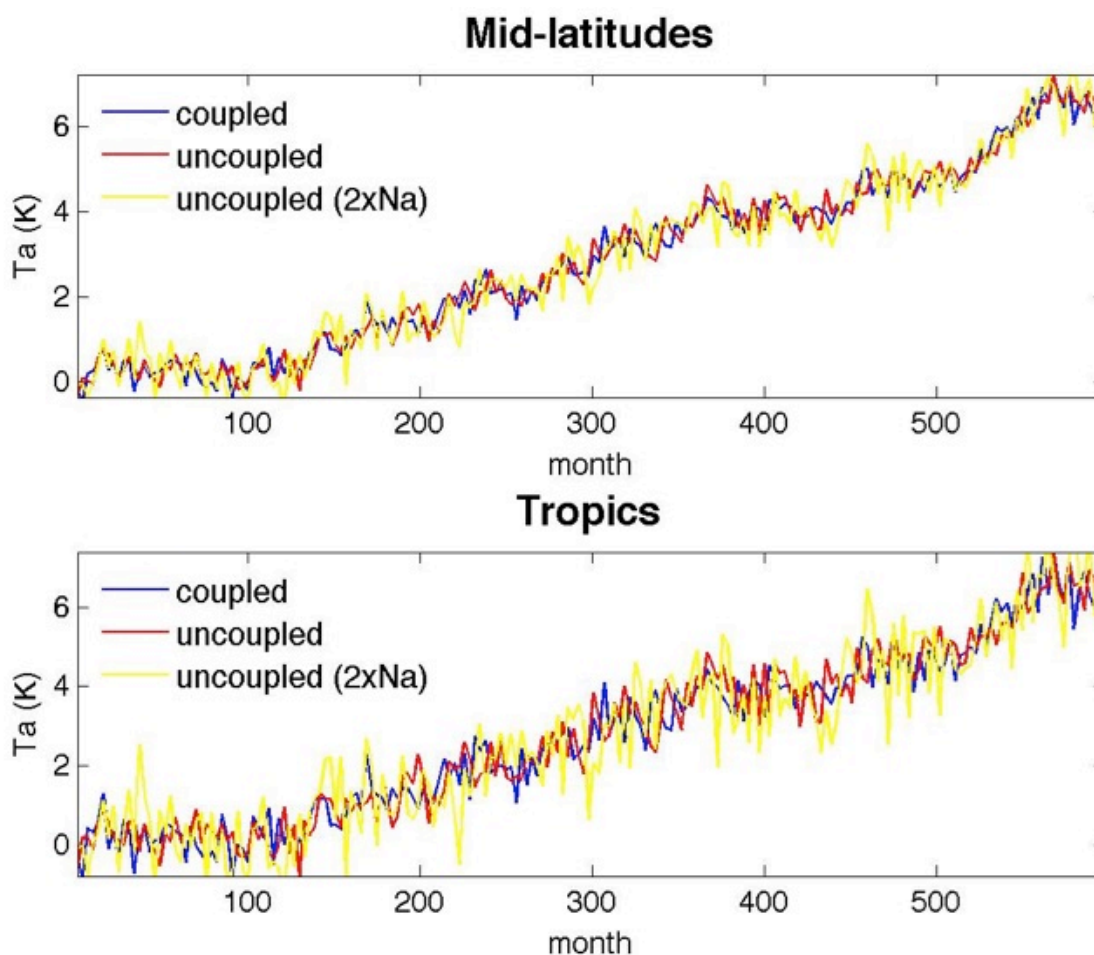 Mid-latitudes
coupled
uncoupled
uncoupled (2xNa)
Ta (K)
6
4
2
0
100 200 300 400 500
month
Tropics
coupled
uncoupled
uncoupled (2xNa)
Ta (K)
6
4
2
0
100 200 300 400 500
month